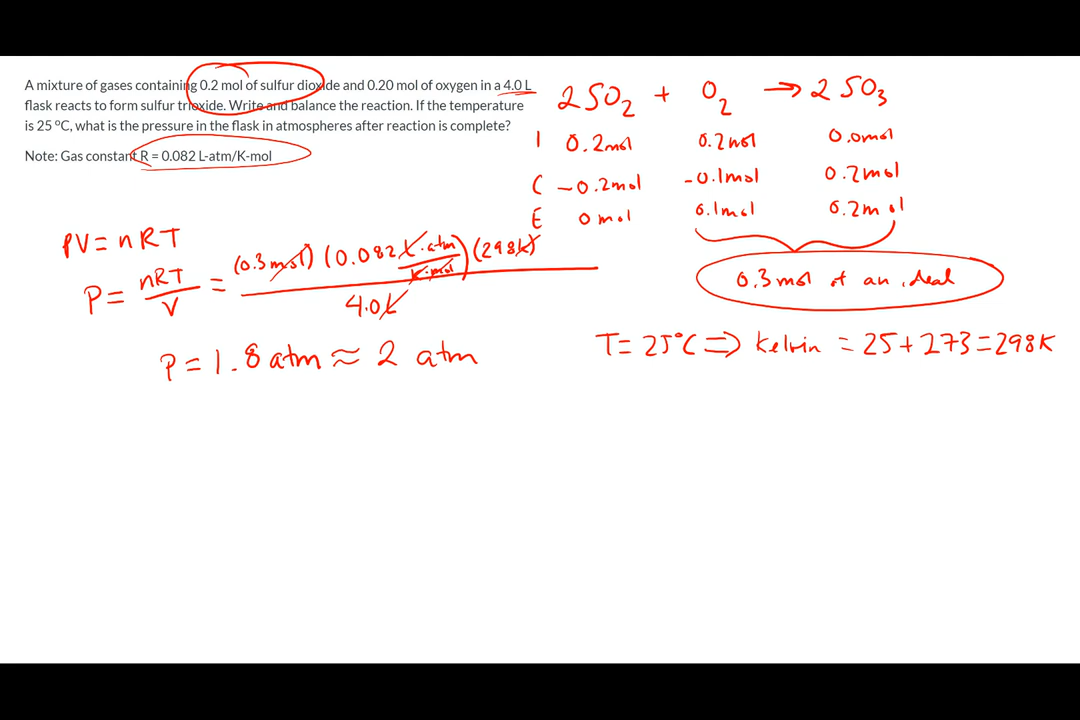 A mixture of gases containing 0.2 mol of sulfur dioxide and 0.20 mol of oxygen in a 4.0 L
flask reacts to form sulfur trioxide. Write and balance the reaction. If the temperature
is 25 ºC, what is the pressure in the flask in atmospheres after reaction is complete?
Note: Gas constant R = 0.082 L-atm/K-mol
2 SO₂ + O₂ → 2 SO₃
I 0.2mol 0.2mol 0.0mol
C -0.2mol -0.1mol 0.2mol
E 0mol 0.1mol 0.2mol
0.3mol of an ideal
PV = nRT
P = nRT/V = (0.3mol)(0.082 L·atm/K·mol)(298K)/4.0L
T = 25°C ⇒ Kelvin = 25 + 273 = 298K
P = 1.8 atm ≈ 2 atm